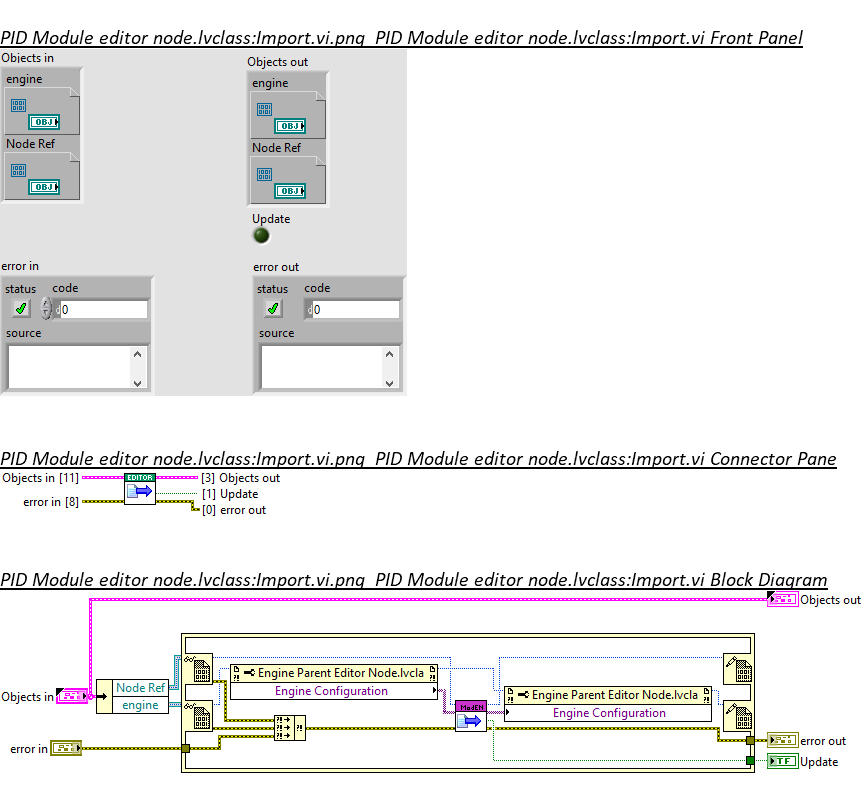 PID Module editor node.lvclass:Import.vi.png PID Module editor node.lvclass:Import.vi Front Panel
Objects in
Objects out
engine
engine
OBJ
OBJ
Node Ref
Node Ref
OBJ
OBJ
Update
error in
error out
status code
status code
0
0
source
source
PID Module editor node.lvclass:Import.vi.png PID Module editor node.lvclass:Import.vi Connector Pane
Objects in [11]
EDITOR
[3] Objects out
[1] Update
error in [8]
[0] error out
PID Module editor node.lvclass:Import.vi.png PID Module editor node.lvclass:Import.vi Block Diagram
Objects out
Engine Parent Editor Node.lvcla
Engine Configuration
Objects in
Node Ref
engine
Engine Parent Editor Node.lvcla
Engine Configuration
ModEN
error in
error out
TF
Update